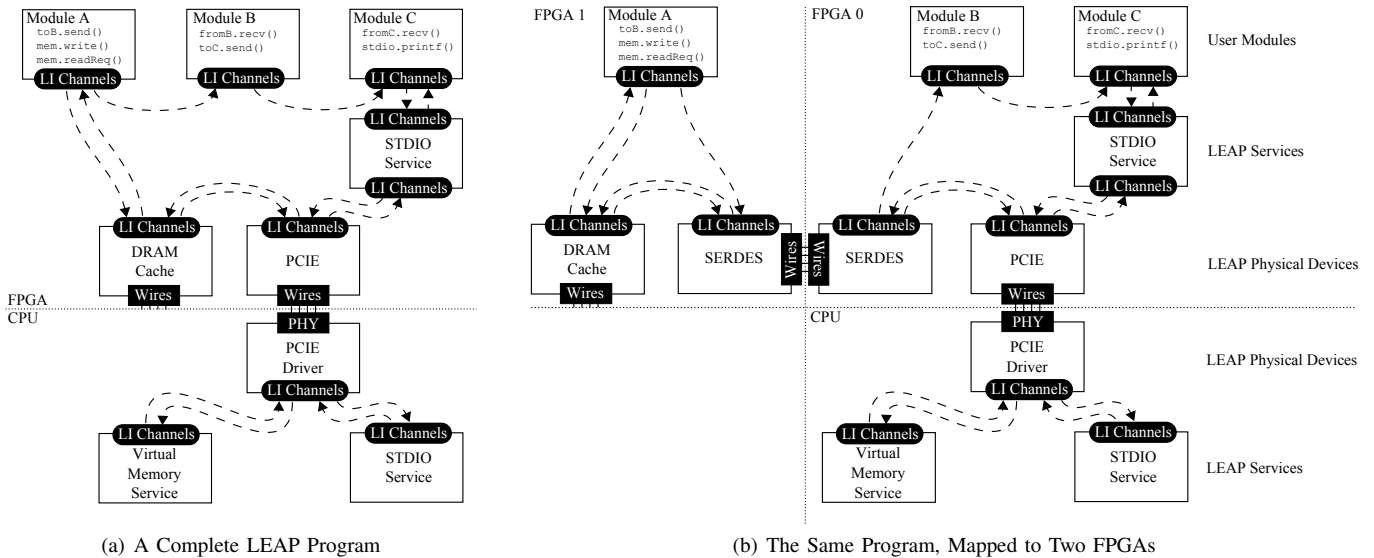 Module A
toB.send()
mem.write()
mem.readReq()
LI Channels
Module B
fromB.recv()
toC.send()
LI Channels
Module C
fromC.recv()
stdio.printf()
LI Channels
LI Channels
STDIO
Service
LI Channels
LI Channels
DRAM
Cache
Wires
LI Channels
PCIE
Wires
FPGA
CPU
PHY
PCIE
Driver
LI Channels
LI Channels
Virtual
Memory
Service
LI Channels
STDIO
Service
(a) A Complete LEAP Program
FPGA 1
Module A
toB.send()
mem.write()
mem.readReq()
LI Channels
FPGA 0
Module B
fromB.recv()
toC.send()
LI Channels
Module C
fromC.recv()
stdio.printf()
LI Channels
User Modules
LI Channels
STDIO
Service
LI Channels
LEAP Services
LI Channels
DRAM
Cache
Wires
LI Channels
SERDES
Wires
Wires
LI Channels
SERDES
LI Channels
PCIE
Wires
LEAP Physical Devices
CPU
PHY
PCIE
Driver
LI Channels
LEAP Physical Devices
LI Channels
Virtual
Memory
Service
LI Channels
STDIO
Service
LEAP Services
(b) The Same Program, Mapped to Two FPGAs